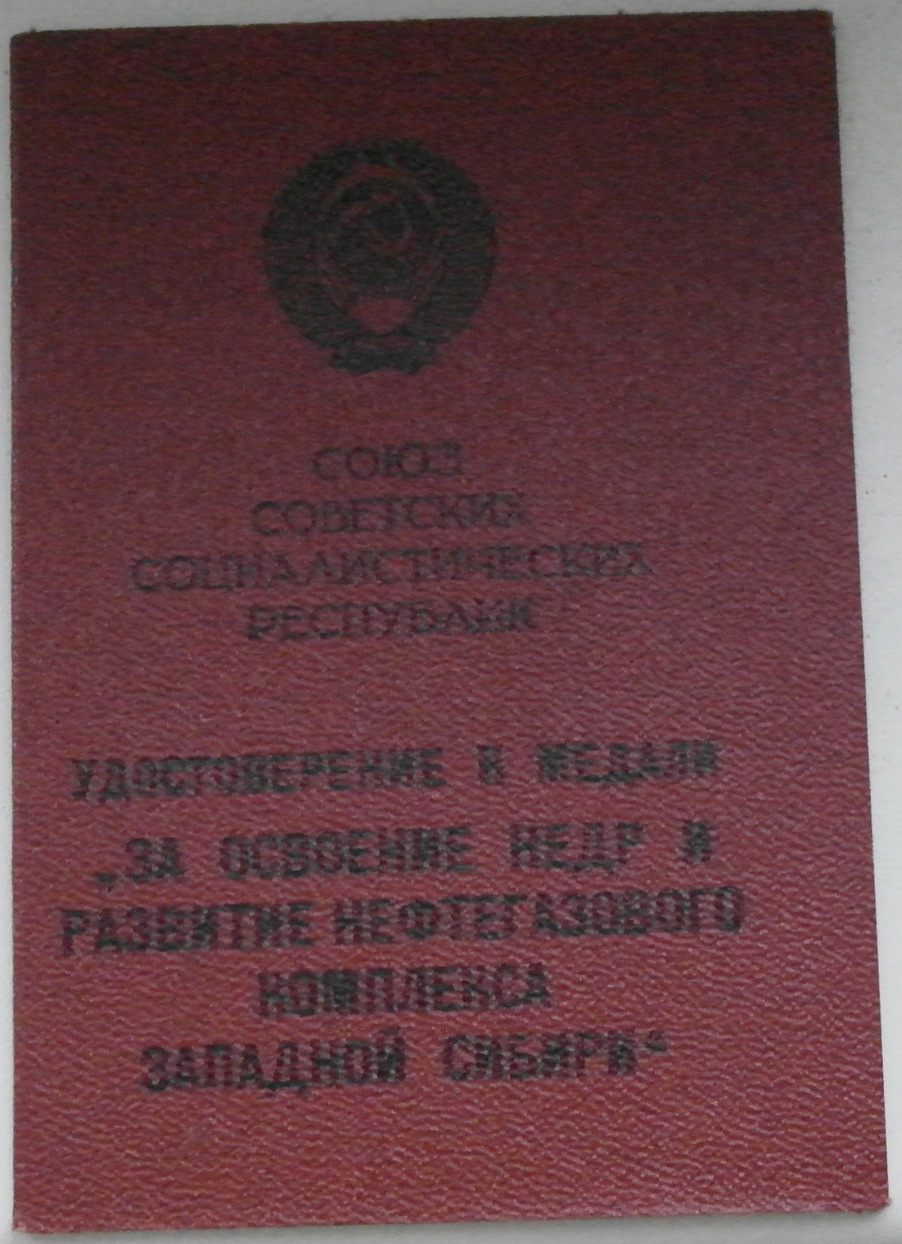 СОЮЗ
СОВЕТСКИХ
СОЦИАЛИСТИЧЕСКИХ
РЕСПУБЛИК
УДОСТОВЕРЕНИЕ К МЕДАЛИ
„ЗА ОСВОЕНИЕ НЕДР И
РАЗВИТИЕ НЕФТЕГАЗОВОГО
КОМПЛЕКСА
ЗАПАДНОЙ СИБИРИ“